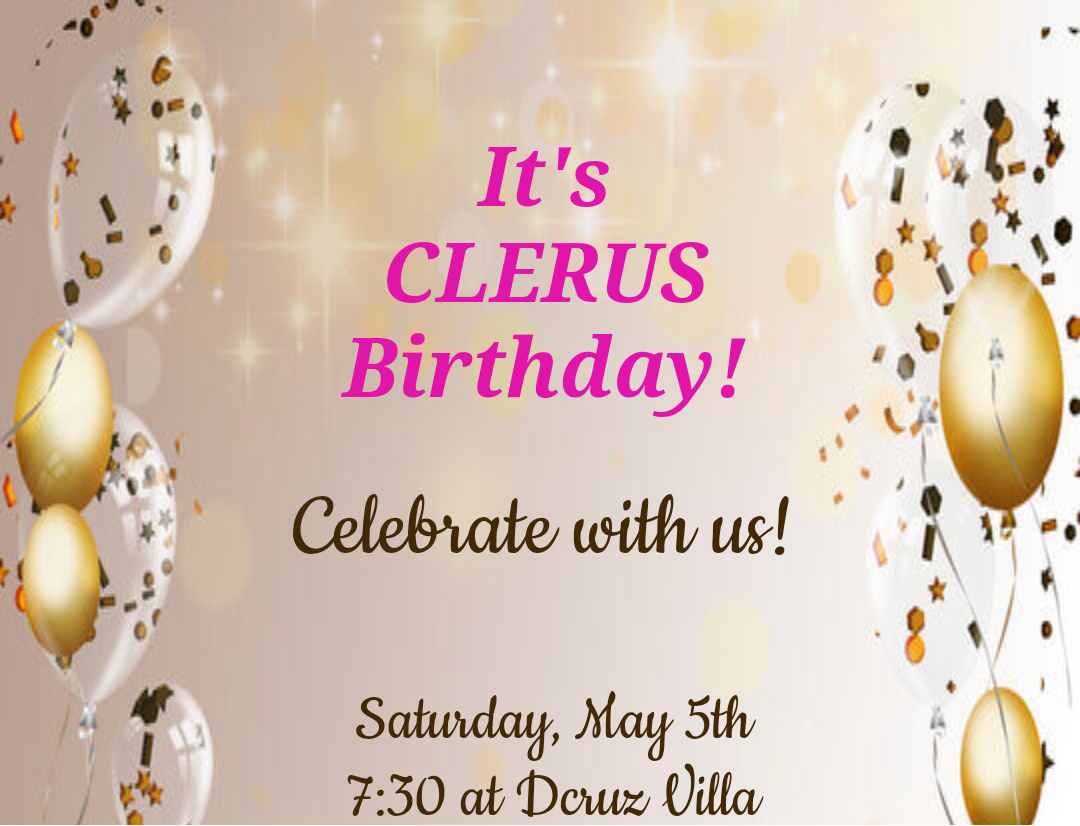 It's
CLERUS
Birthday!
Celebrate with us!
Saturday, May 5th
7:30 at Dcruz Villa